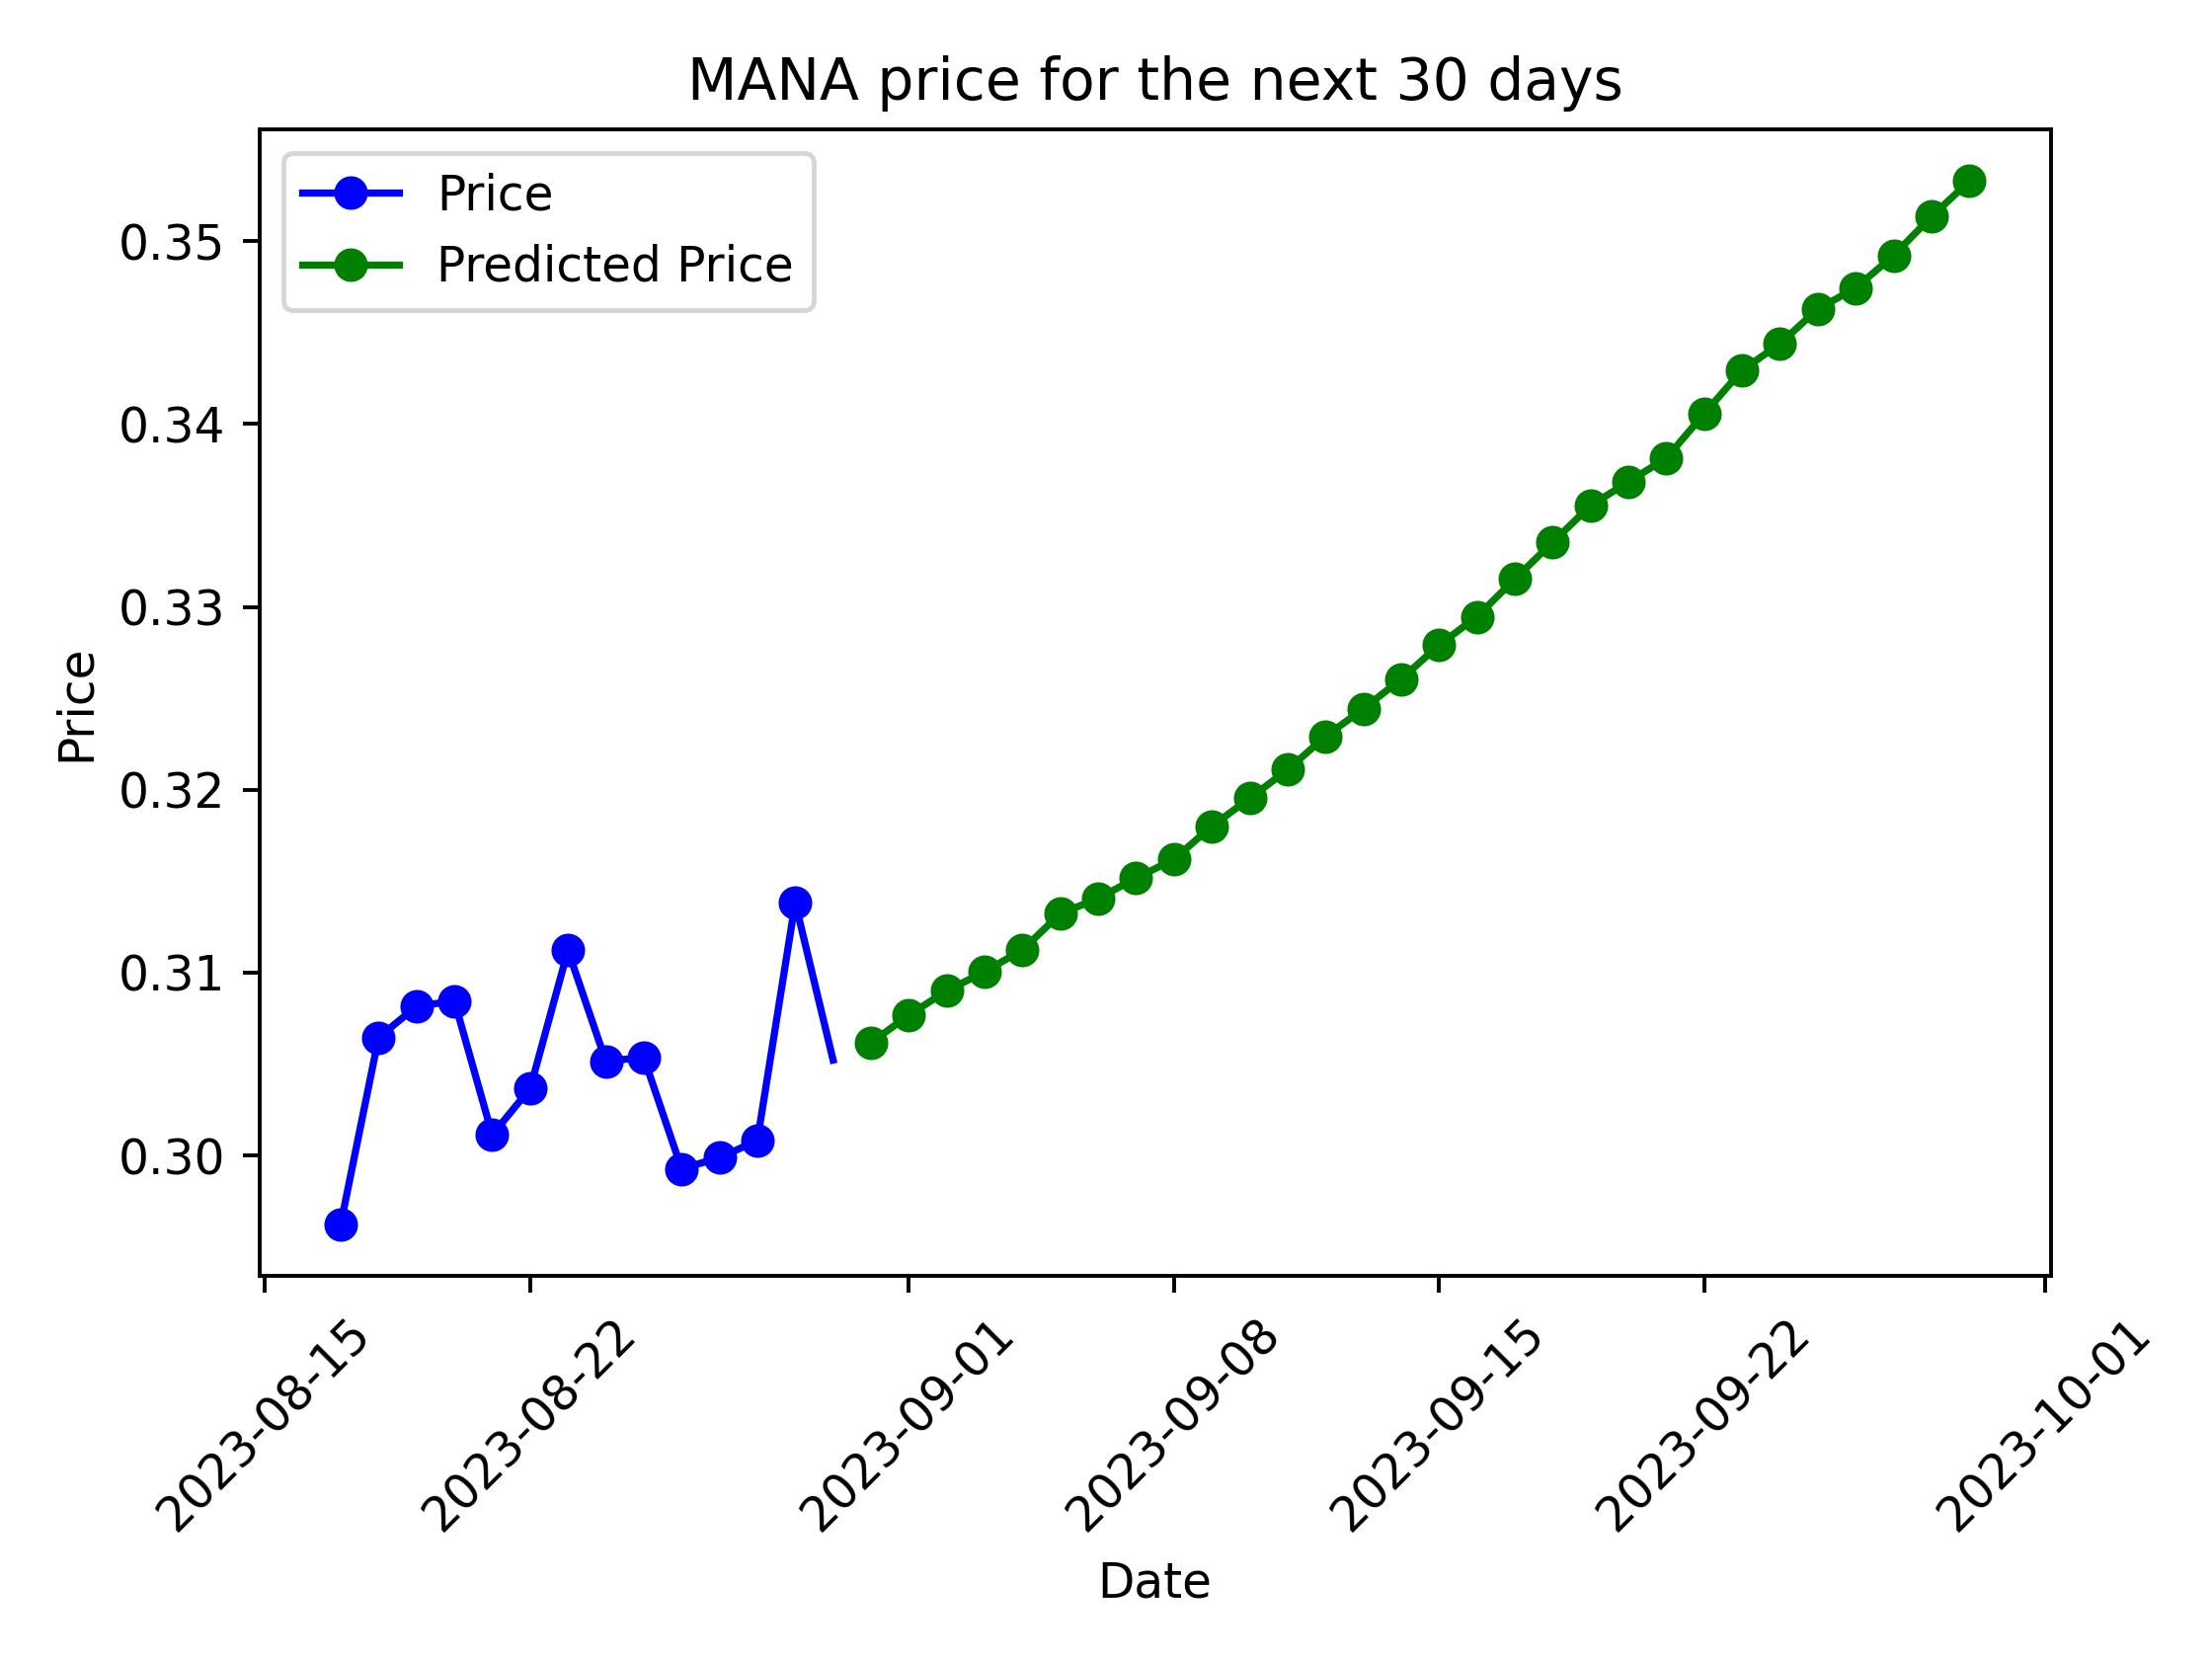 MANA price for the next 30 days
Price
Predicted Price
0.35
0.34
0.33
0.32
0.31
0.30
Price
2023-08-15
2023-08-22
2023-09-01
2023-09-08
2023-09-15
2023-09-22
2023-10-01
Date